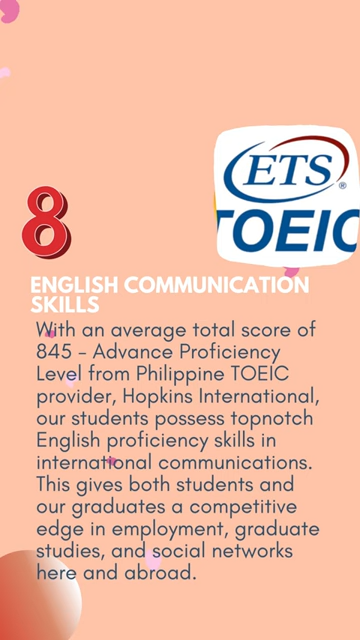 ETS®
TOEIC
8
ENGLISH COMMUNICATION
SKILLS
With an average total score of
845 - Advance Proficiency
Level from Philippine TOEIC
provider, Hopkins International,
our students possess topnotch
English proficiency skills in
international communications.
This gives both students and
our graduates a competitive
edge in employment, graduate
studies, and social networks
here and abroad.